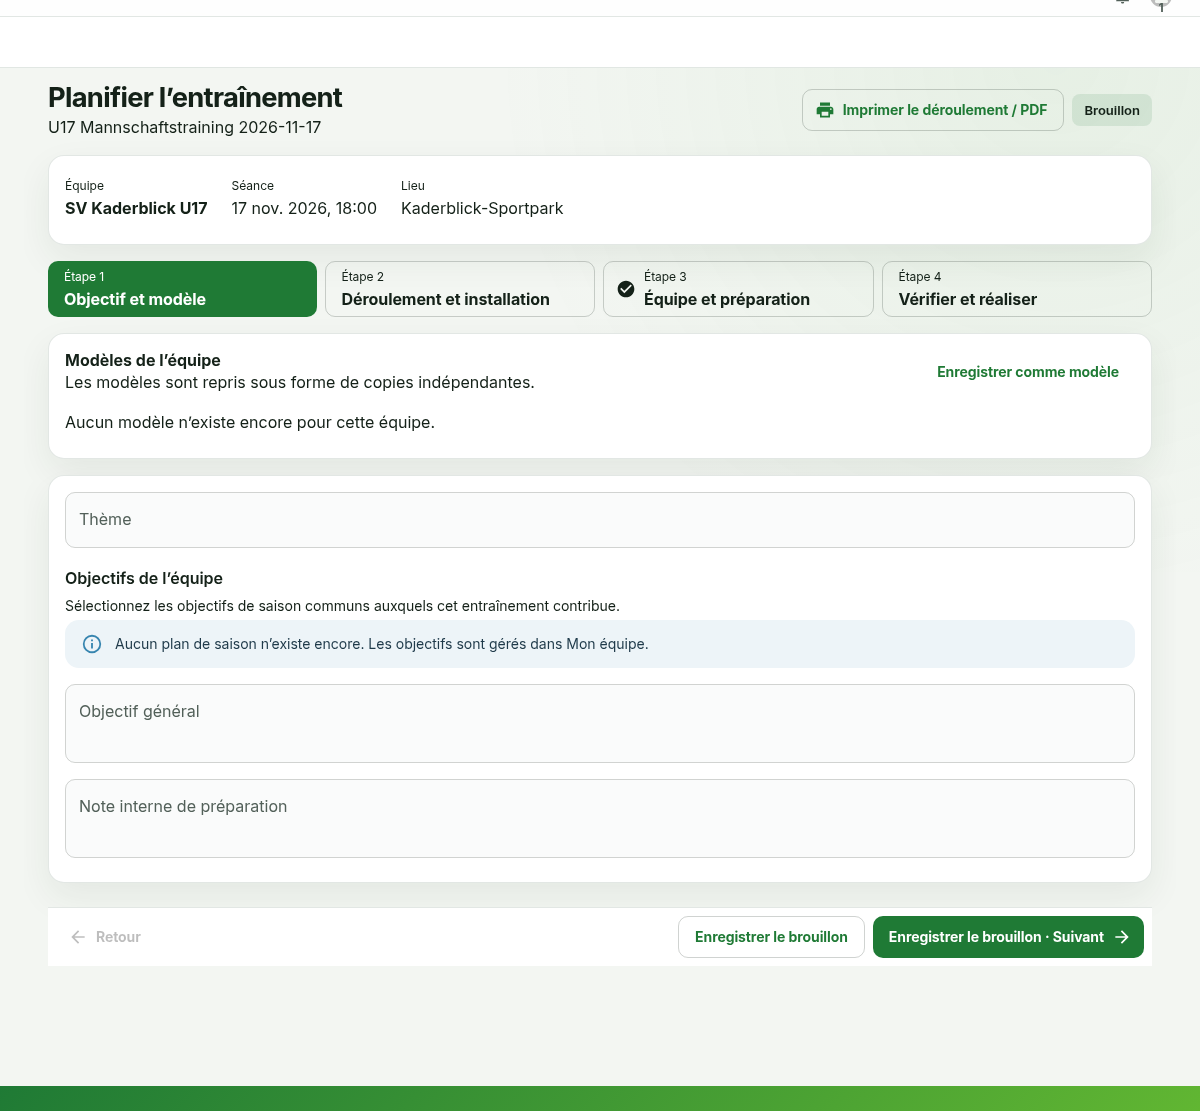 1
Planifier l’entraînement
U17 Mannschaftstraining 2026-11-17
Imprimer le déroulement / PDF
Brouillon
Équipe
SV Kaderblick U17
Séance
17 nov. 2026, 18:00
Lieu
Kaderblick-Sportpark
Étape 1
Objectif et modèle
Étape 2
Déroulement et installation
Étape 3
Équipe et préparation
Étape 4
Vérifier et réaliser
Modèles de l’équipe
Les modèles sont repris sous forme de copies indépendantes.
Enregistrer comme modèle
Aucun modèle n’existe encore pour cette équipe.
Thème
Objectifs de l’équipe
Sélectionnez les objectifs de saison communs auxquels cet entraînement contribue.
Aucun plan de saison n’existe encore. Les objectifs sont gérés dans Mon équipe.
Objectif général
Note interne de préparation
Retour
Enregistrer le brouillon
Enregistrer le brouillon · Suivant